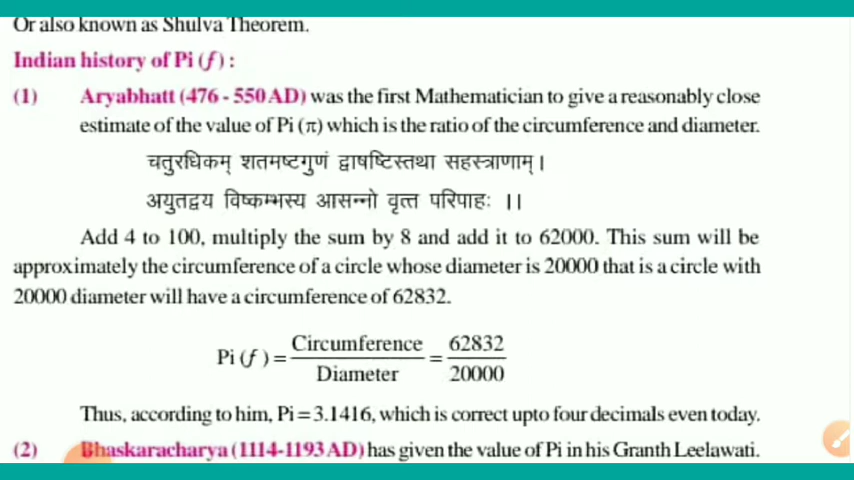 Or also known as Shulva Theorem.
Indian history of Pi (ƒ) :
(1) Aryabhatt (476 - 550 AD) was the first Mathematician to give a reasonably close
estimate of the value of Pi (π) which is the ratio of the circumference and diameter.
चतुरधिकम् शतमष्टगुणं द्वाषष्टिस्तथा सहस्त्राणाम्।
अयुतद्वय विष्कम्भस्य आसन्नो वृत्त परिपाहः ।।
Add 4 to 100, multiply the sum by 8 and add it to 62000. This sum will be
approximately the circumference of a circle whose diameter is 20000 that is a circle with
20000 diameter will have a circumference of 62832.
Pi (ƒ) = Circumference / Diameter = 62832 / 20000
Thus, according to him, Pi = 3.1416, which is correct upto four decimals even today.
(2) Bhaskaracharya (1114-1193 AD) has given the value of Pi in his Granth Leelawati.